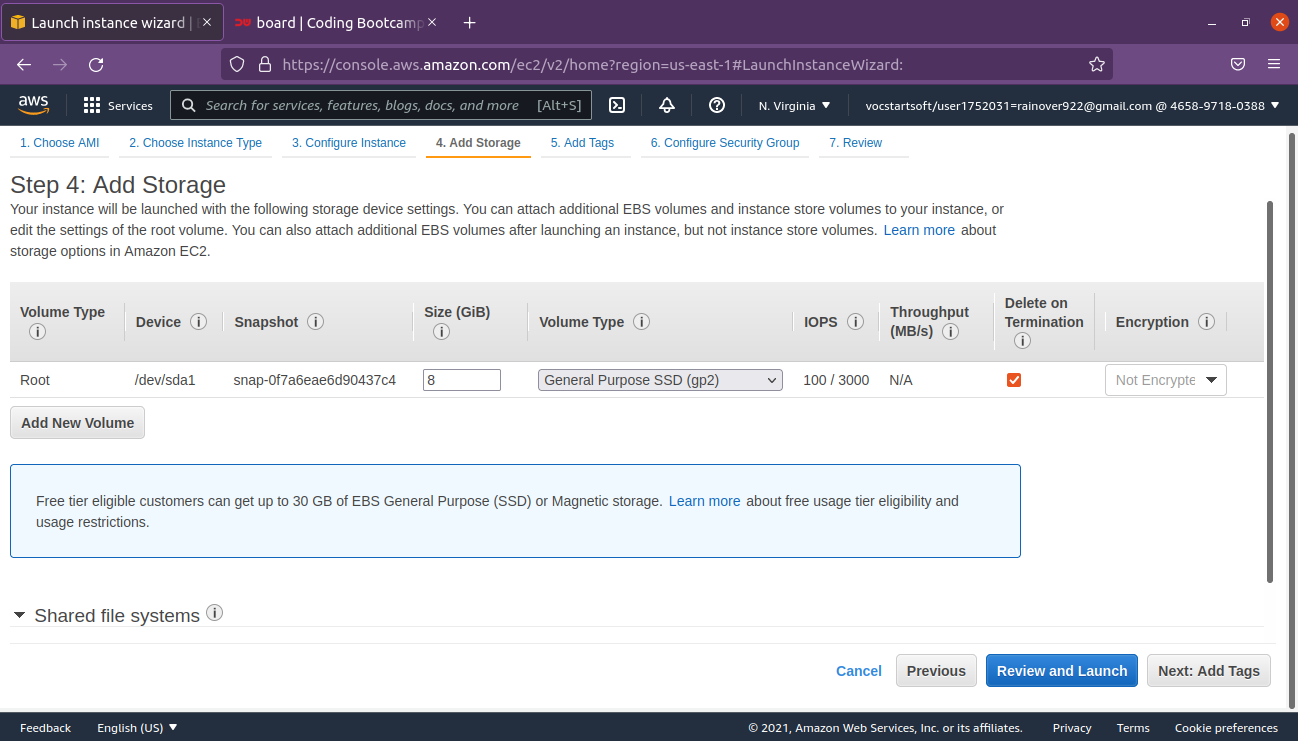 Launch instance wizard |
board | Coding Bootcamp
https://console.aws.amazon.com/ec2/v2/home?region=us-east-1#LaunchInstanceWizard:
aws
Services
Search for services, features, blogs, docs, and more [Alt+S]
N. Virginia
vocstartsoft/user1752031=rainover922@gmail.com @ 4658-9718-0388
1. Choose AMI
2. Choose Instance Type
3. Configure Instance
4. Add Storage
5. Add Tags
6. Configure Security Group
7. Review
Step 4: Add Storage
Your instance will be launched with the following storage device settings. You can attach additional EBS volumes and instance store volumes to your instance, or
edit the settings of the root volume. You can also attach additional EBS volumes after launching an instance, but not instance store volumes. Learn more about
storage options in Amazon EC2.
Volume Type
Device
Snapshot
Size (GiB)
Volume Type
IOPS
Throughput
(MB/s)
Delete on
Termination
Encryption
Root
/dev/sda1
snap-0f7a6eae6d90437c4
8
General Purpose SSD (gp2)
100 / 3000
N/A
Not Encrypte
Add New Volume
Free tier eligible customers can get up to 30 GB of EBS General Purpose (SSD) or Magnetic storage. Learn more about free usage tier eligibility and
usage restrictions.
Shared file systems
Cancel
Previous
Review and Launch
Next: Add Tags
Feedback
English (US)
© 2021, Amazon Web Services, Inc. or its affiliates.
Privacy
Terms
Cookie preferences